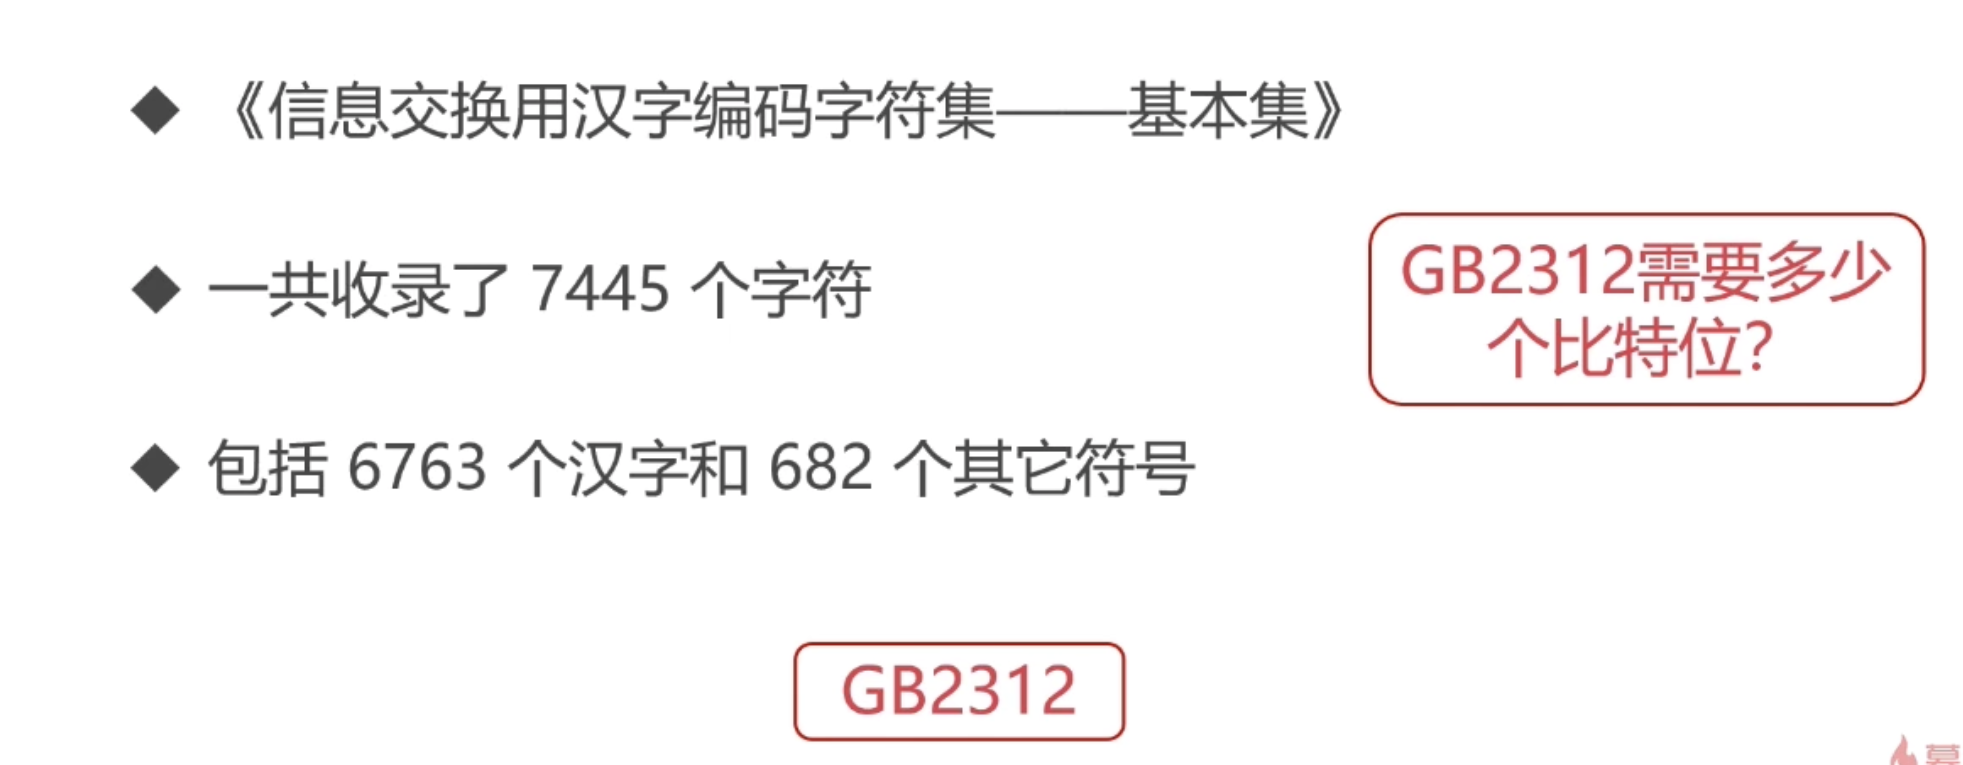 《信息交换用汉字编码字符集——基本集》
一共收录了 7445 个字符
GB2312需要多少
个比特位？
包括 6763 个汉字和 682 个其它符号
GB2312